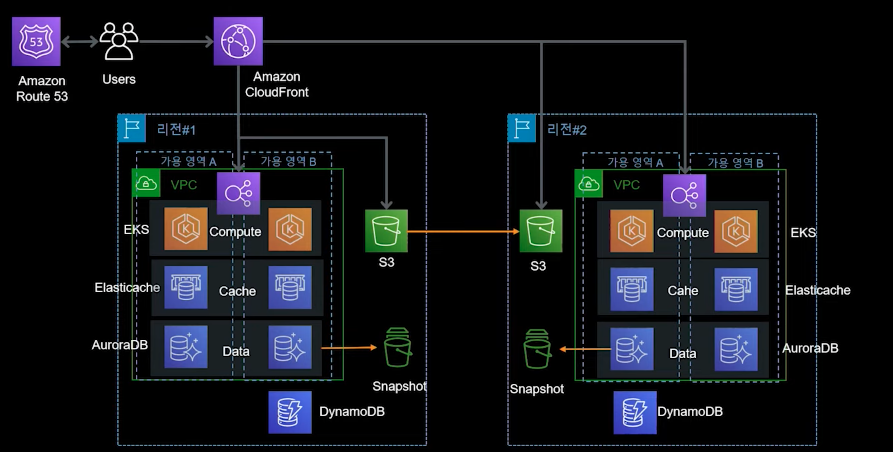 53
Amazon
Route 53
Users
Amazon
CloudFront
리전#1
가용 영역 A
가용 영역 B
VPC
EKS
Compute
Elasticache
Cache
AuroraDB
Data
S3
Snapshot
DynamoDB
리전#2
가용 영역 A
가용 영역 B
VPC
Compute
EKS
Cahe
Elasticache
Data
AuroraDB
S3
Snapshot
DynamoDB